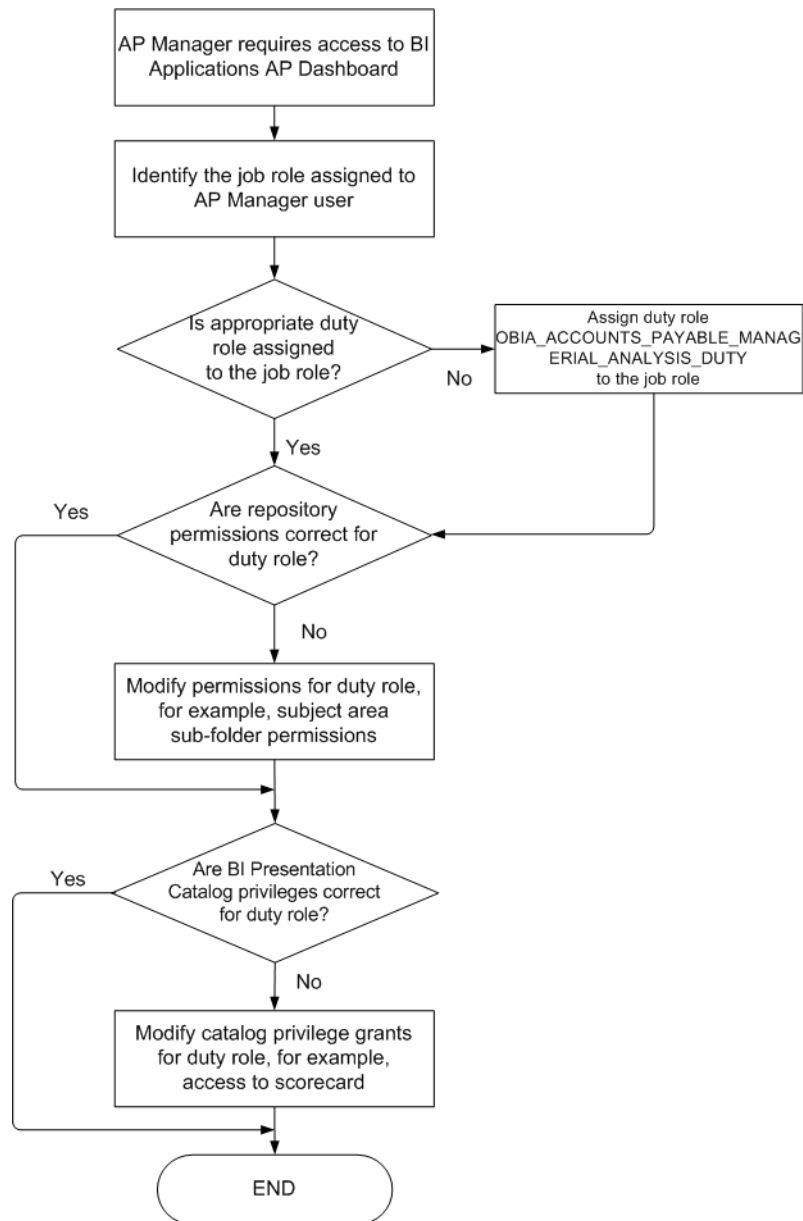 AP Manager requires access to BI
Applications AP Dashboard
Identify the job role assigned to
AP Manager user
Is appropriate duty
role assigned
to the job role?
No
Assign duty role
OBIA_ACCOUNTS_PAYABLE_MANAG
ERIAL_ANALYSIS_DUTY
to the job role
Yes
Yes
Are repository
permissions correct for
duty role?
No
Modify permissions for duty role,
for example, subject area
sub-folder permissions
Yes
Are BI Presentation
Catalog privileges correct
for duty role?
No
Modify catalog privilege grants
for duty role, for example,
access to scorecard
END